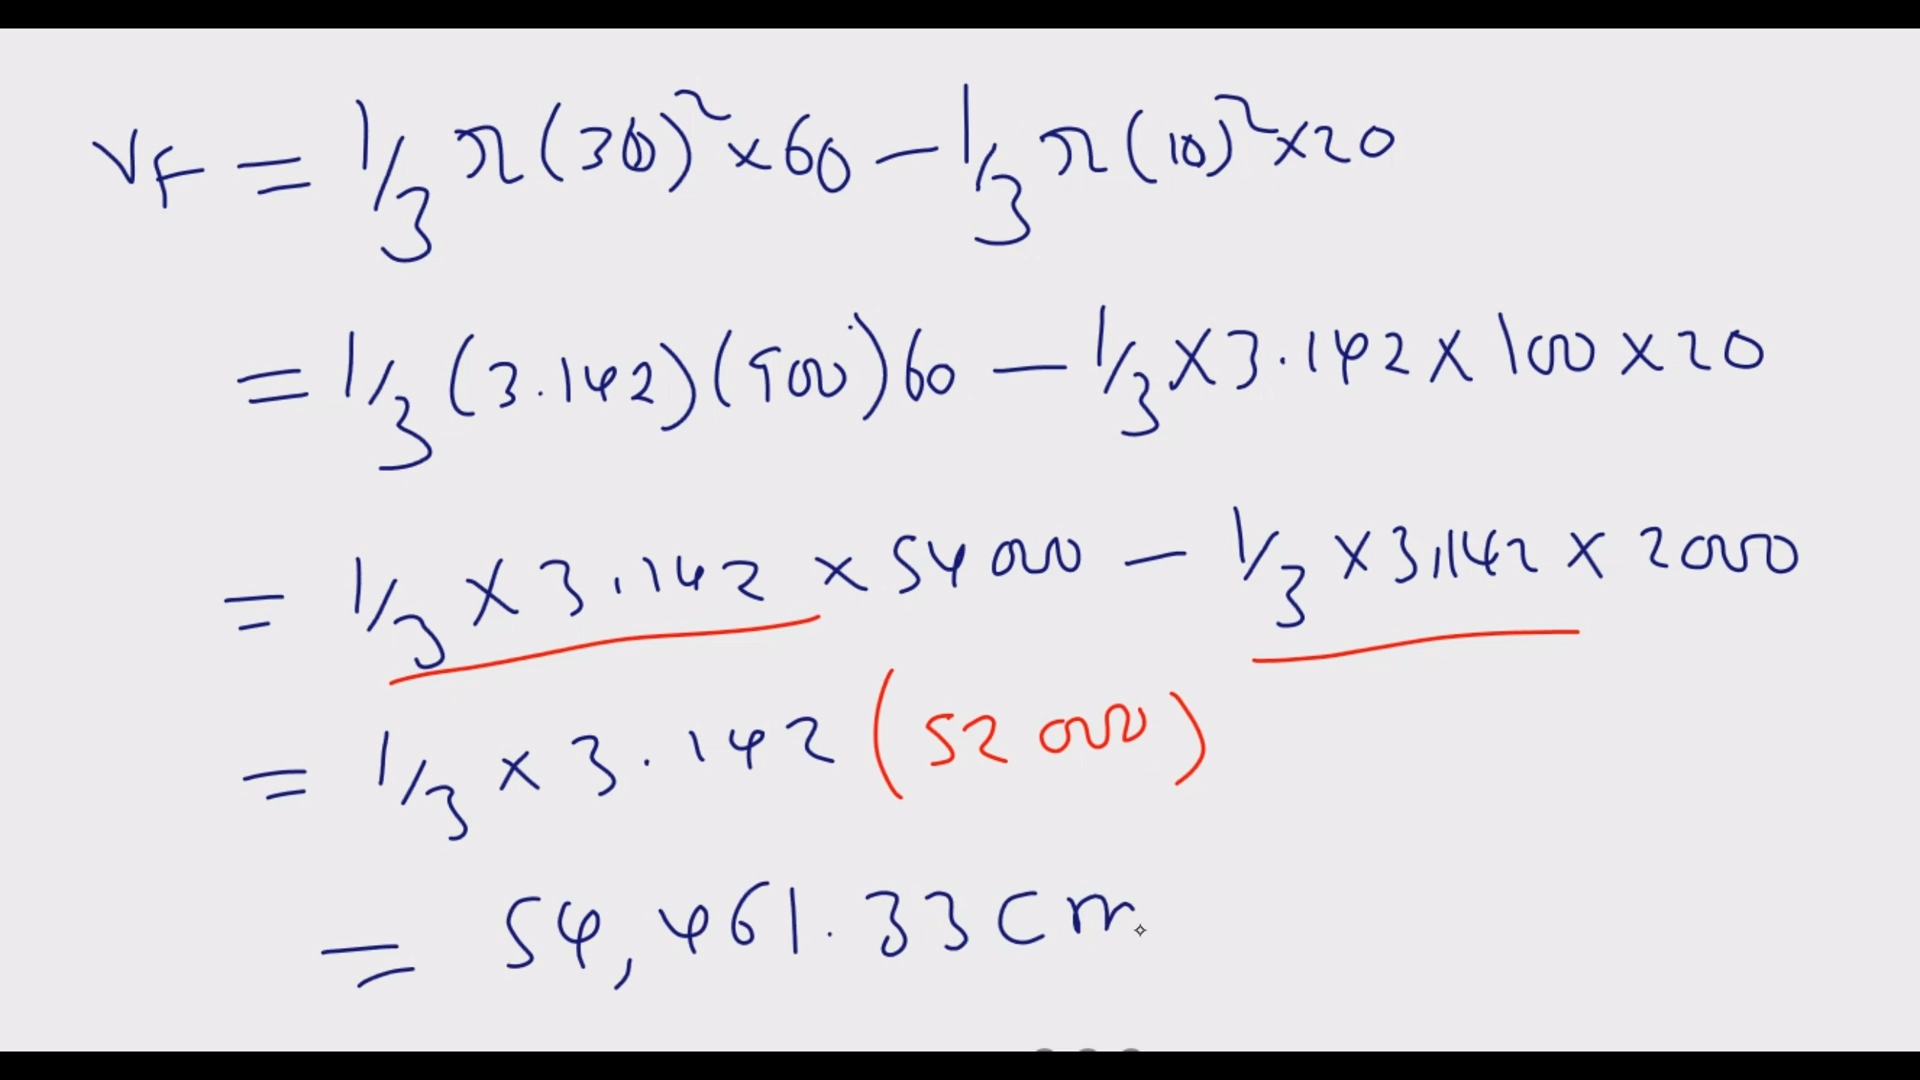 VF = 1/3 π(30)² × 60 − 1/3 π(10)² × 20
= 1/3 (3.142)(900)60 − 1/3 × 3.142 × 100 × 20
= 1/3 × 3.142 × 54000 − 1/3 × 3.142 × 2000
= 1/3 × 3.142 (52000)
= 54,461.33cm